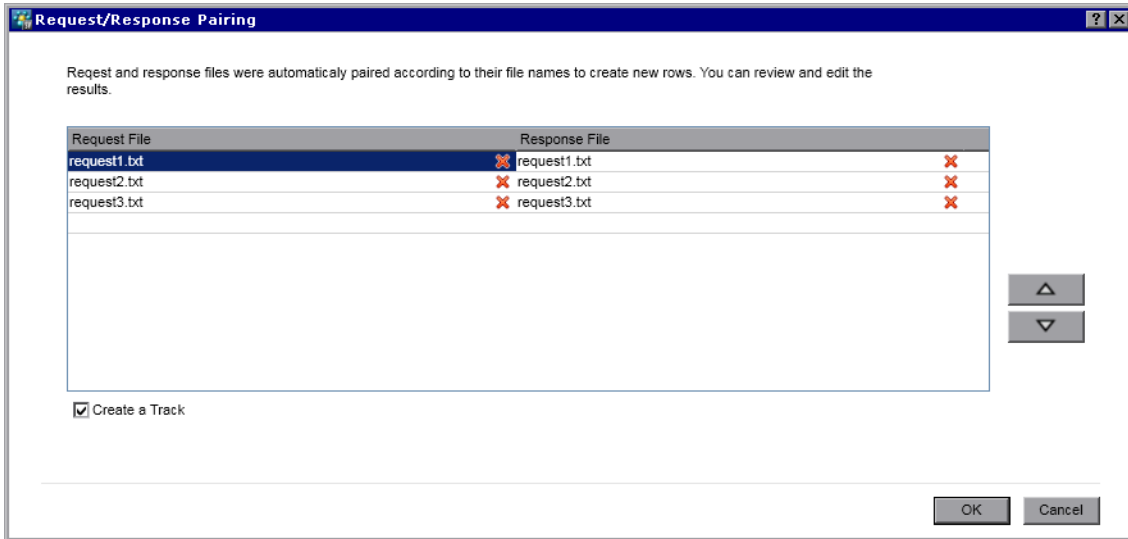 Request/Response Pairing
Reqest and response files were automaticaly paired according to their file names to create new rows. You can review and edit the
results.
Request File Response File
request1.txt request1.txt
request2.txt request2.txt
request3.txt request3.txt
Create a Track
OK Cancel